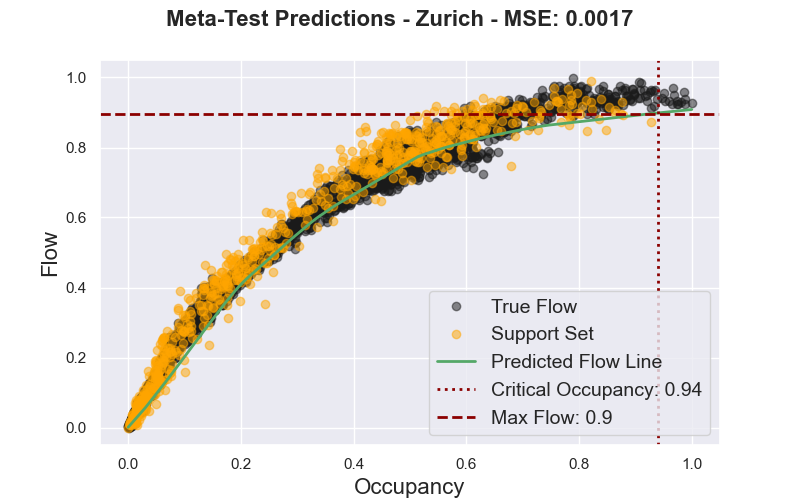 Meta-Test Predictions - Zurich - MSE: 0.0017
1.0
0.8
0.6
0.4
0.2
0.0
Flow
True Flow
Support Set
Predicted Flow Line
Critical Occupancy: 0.94
Max Flow: 0.9
0.0 0.2 0.4 0.6 0.8 1.0
Occupancy